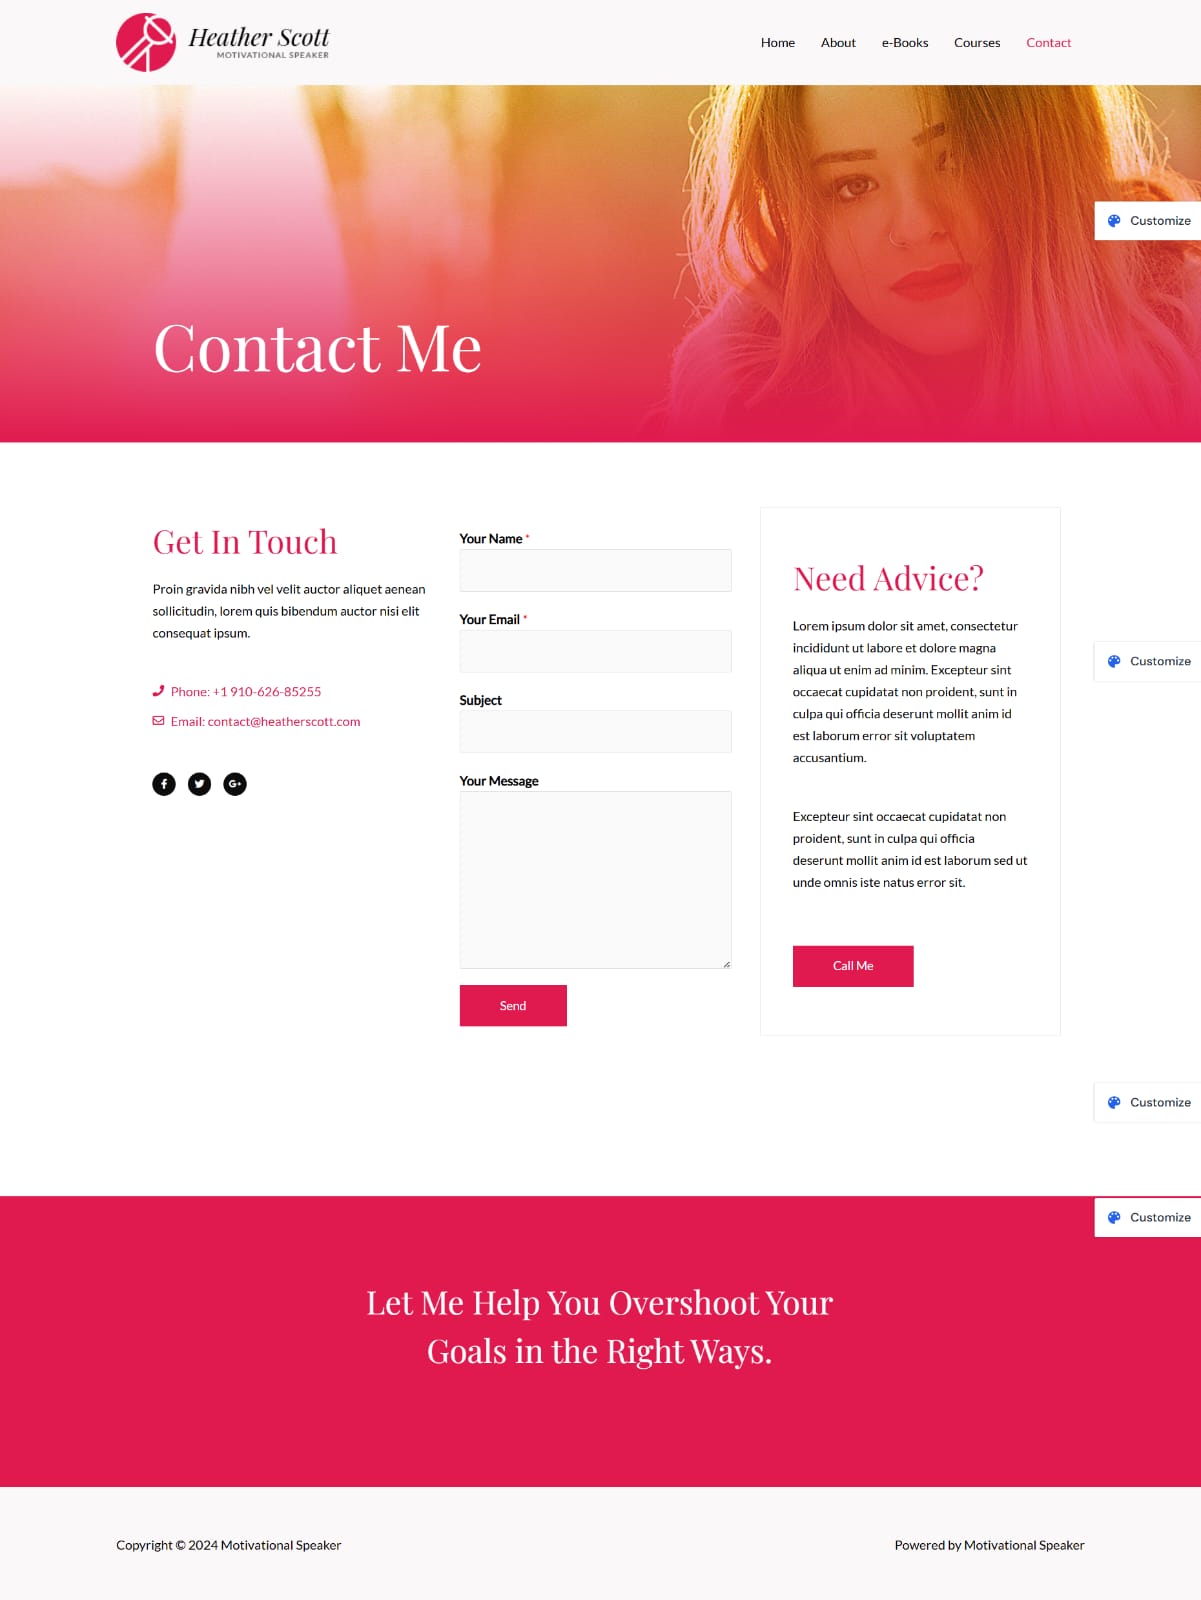 Heather Scott
MOTIVATIONAL SPEAKER
Home
About
e-Books
Courses
Contact
Customize
Contact Me
Get In Touch
Proin gravida nibh vel velit auctor aliquet aenean
sollicitudin, lorem quis bibendum auctor nisi elit
consequat ipsum.
Phone: +1 910-626-85255
Email: contact@heatherscott.com
Your Name *
Your Email *
Subject
Your Message
Send
Need Advice?
Lorem ipsum dolor sit amet, consectetur
incididunt ut labore et dolore magna
aliqua ut enim ad minim. Excepteur sint
occaecat cupidatat non proident, sunt in
culpa qui officia deserunt mollit anim id
est laborum error sit voluptatem
accusantium.
Excepteur sint occaecat cupidatat non
proident, sunt in culpa qui officia
deserunt mollit anim id est laborum sed ut
unde omnis iste natus error sit.
Call Me
Customize
Customize
Customize
Let Me Help You Overshoot Your
Goals in the Right Ways.
Copyright © 2024 Motivational Speaker
Powered by Motivational Speaker